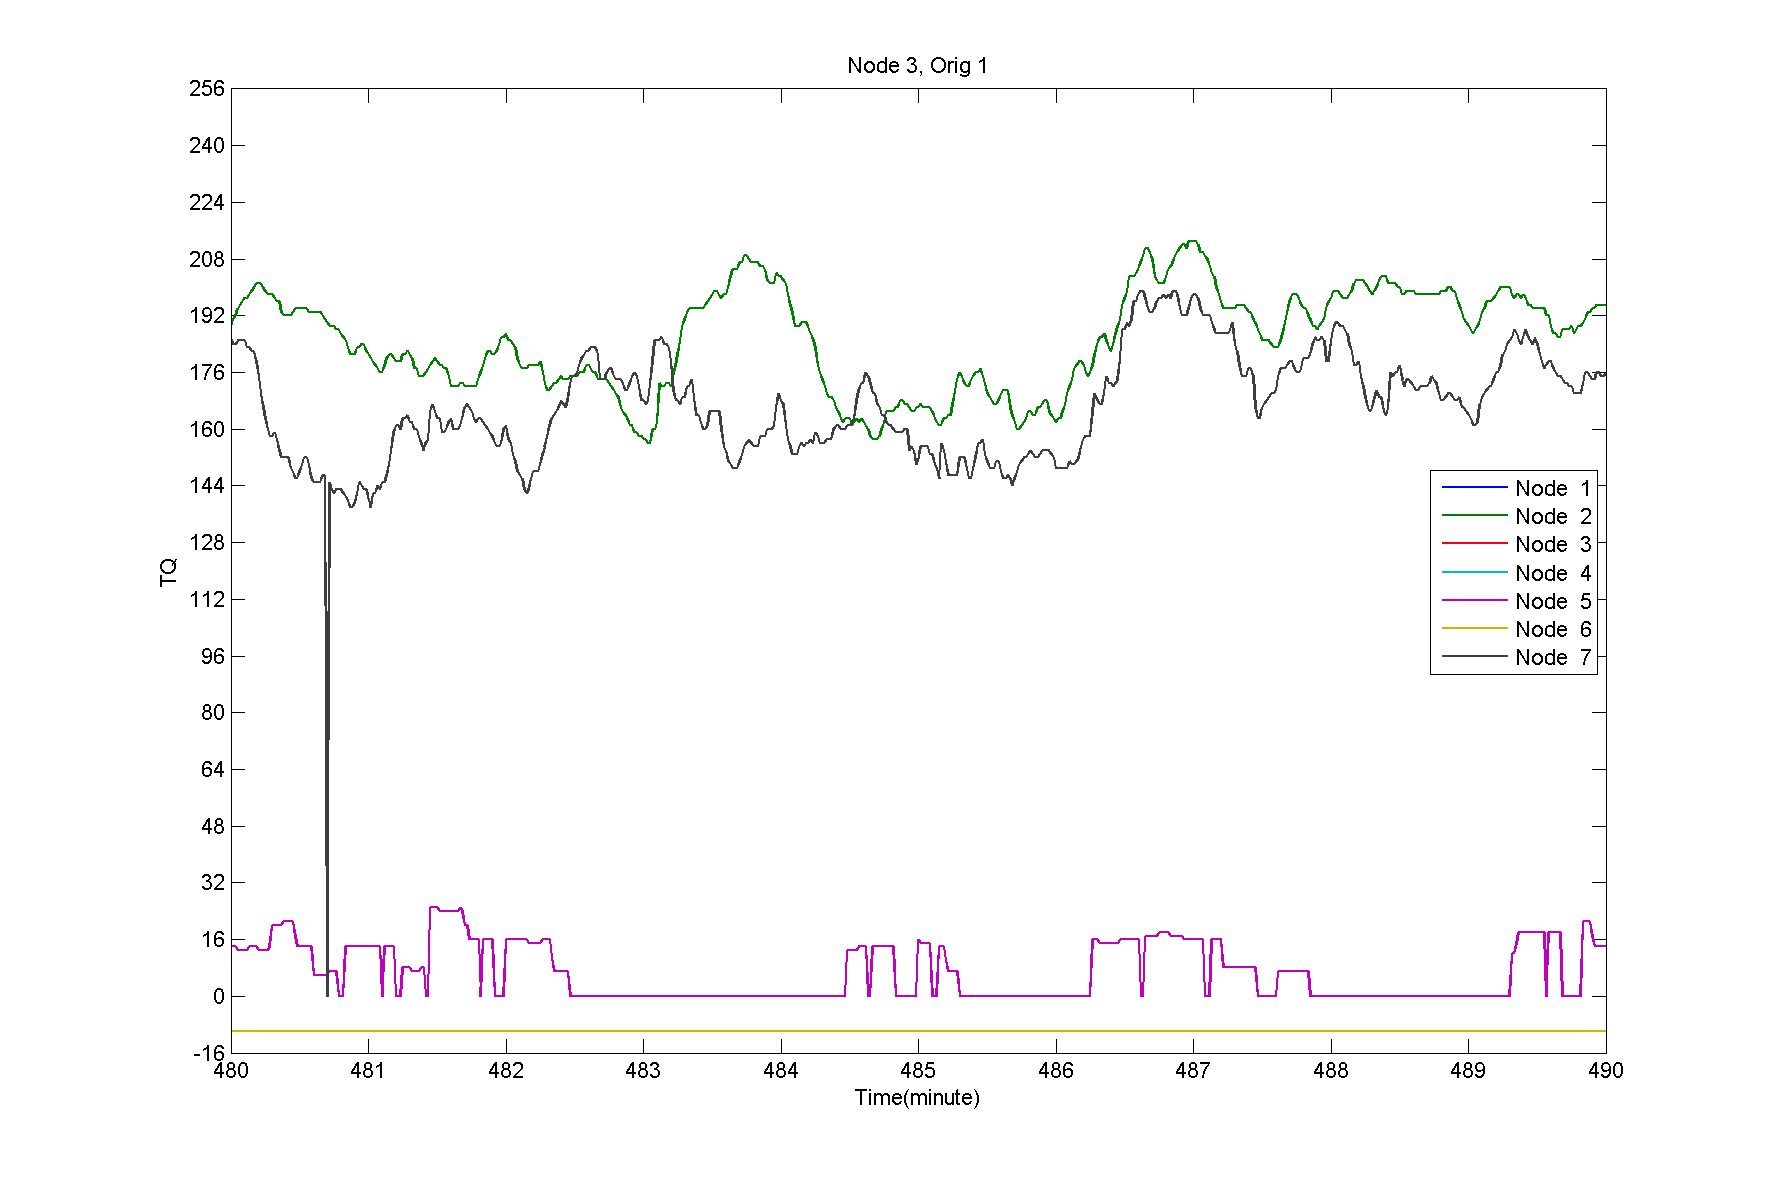 Node 3, Orig 1
256
240
224
208
192
176
160
144
128
112
96
80
64
48
32
16
0
-16
TQ
Node 1
Node 2
Node 3
Node 4
Node 5
Node 6
Node 7
480 481 482 483 484 485 486 487 488 489 490
Time(minute)